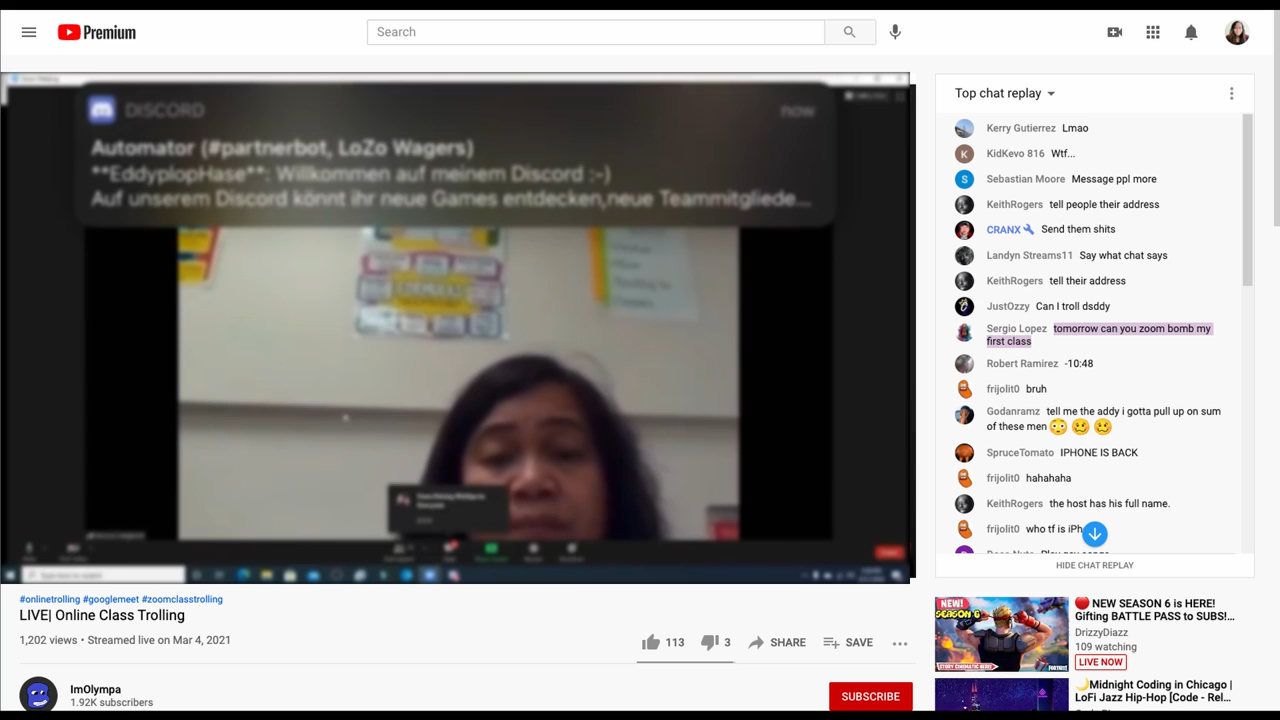 Premium
Search
DISCORD
now
Automator (#partnerbot, LoZo Wagers)
**EddyplopHase**: Willkommen auf meinem Discord :-)
Auf unserem Discord könnt ihr neue Games entdecken,neue Teammitgliede...
#onlinetrolling #googlemeet #zoomclasstrolling
LIVE| Online Class Trolling
1,202 views • Streamed live on Mar 4, 2021
113
3
SHARE
SAVE
ImOlympa
1.92K subscribers
SUBSCRIBE
Top chat replay
Kerry Gutierrez Lmao
K KidKevo 816 Wtf...
S Sebastian Moore Message ppl more
KeithRogers tell people their address
CRANX Send them shits
Landyn Streams11 Say what chat says
KeithRogers tell their address
JustOzzy Can I troll dsddy
Sergio Lopez tomorrow can you zoom bomb my
first class
Robert Ramirez -10:48
frijolit0 bruh
Godanramz tell me the addy i gotta pull up on sum
of these men
SpruceTomato IPHONE IS BACK
frijolit0 hahahaha
KeithRogers the host has his full name.
frijolit0 who tf is iPh
HIDE CHAT REPLAY
NEW!
SEASON 6
STORY CINEMATIC HERE!
FORTNITE
NEW SEASON 6 is HERE!
Gifting BATTLE PASS to SUBS!...
DrizzyDiazz
109 watching
LIVE NOW
Midnight Coding in Chicago |
LoFi Jazz Hip-Hop [Code - Rel...